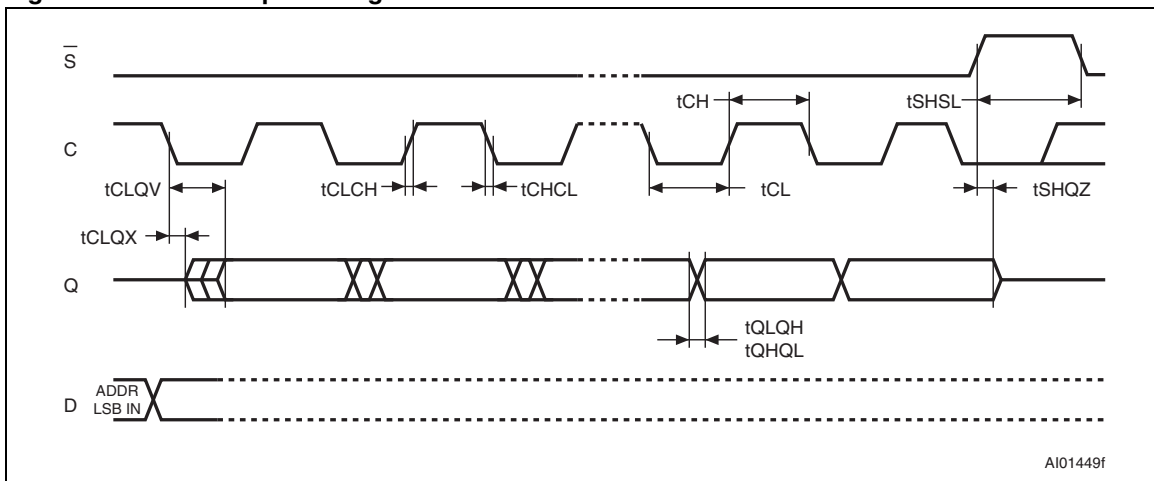 S
tCH
tSHSL
C
tCLQV
tCLCH
tCHCL
tCL
tSHQZ
tCLQX
Q
tQLQH
tQHQL
D
ADDR
LSB IN
AI01449f